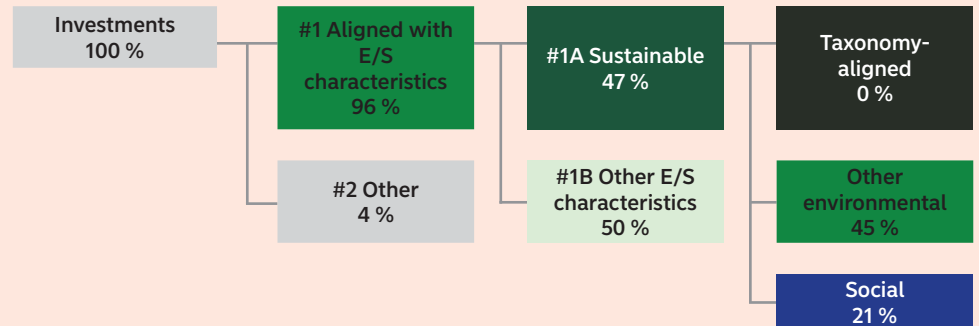 Investments
100 %
#1 Aligned with
E/S
characteristics
96 %
#1A Sustainable
47 %
Taxonomy-
aligned
0 %
#2 Other
4 %
#1B Other E/S
characteristics
50 %
Other
environmental
45 %
Social
21 %